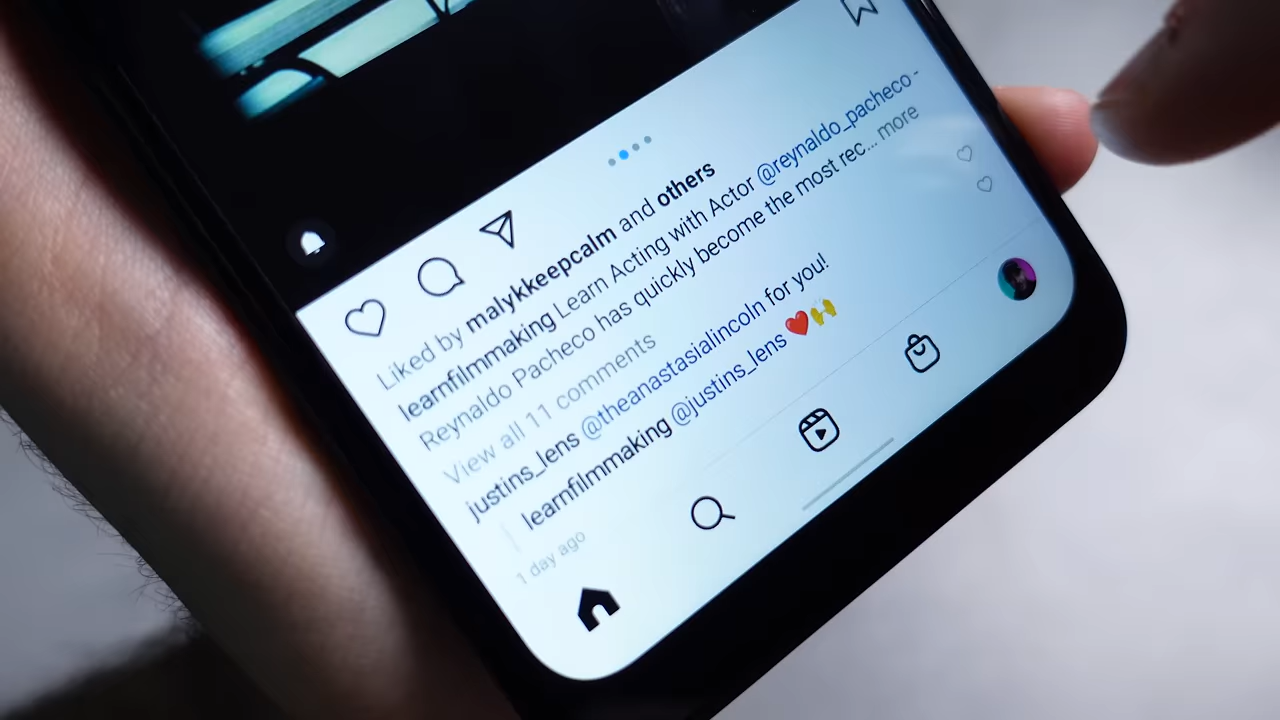 Liked by malykkeepcalm and others
learnfilmmaking Learn Acting with Actor @reynaldo_pacheco -
Reynaldo Pacheco has quickly become the most rec... more
View all 11 comments
justins_lens @theanastasialincoln for you!
learnfilmmaking @justins_lens ❤️🙌
1 day ago